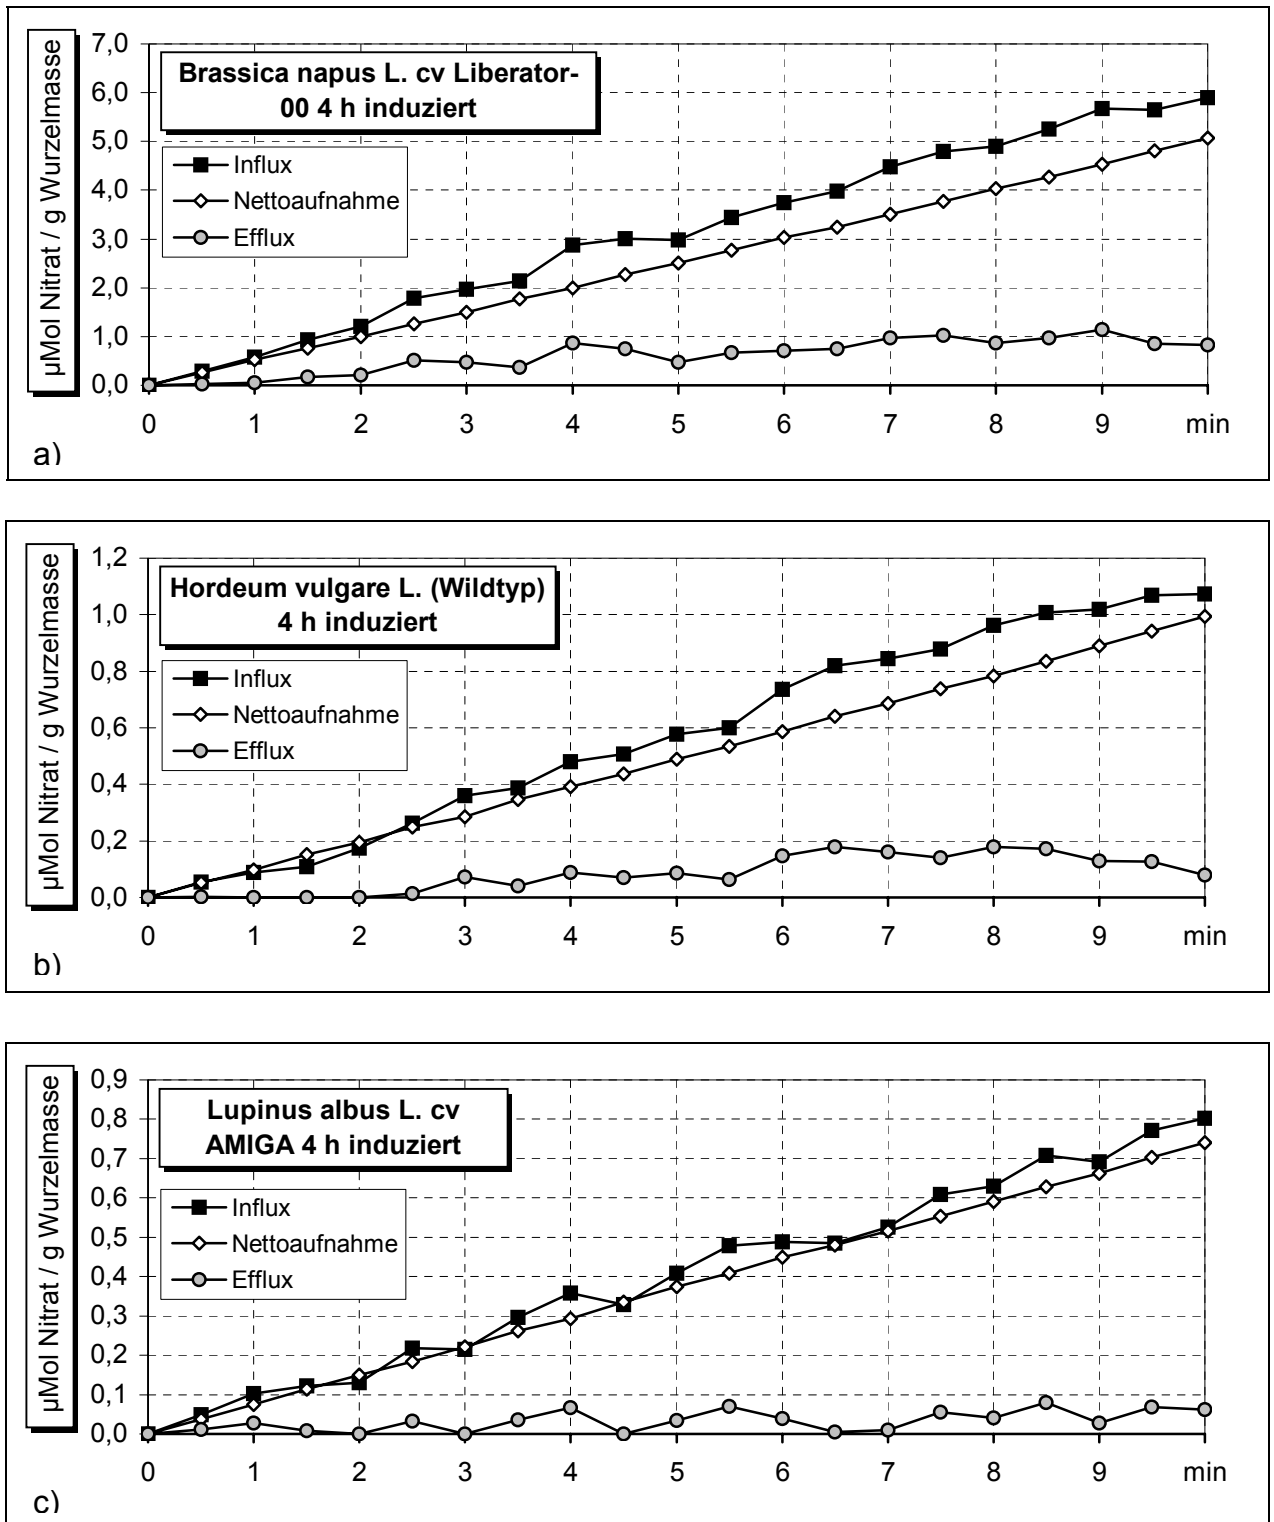 µMol Nitrat / g Wurzelmasse
7,0
6,0
5,0
4,0
3,0
2,0
1,0
0,0
Brassica napus L. cv Liberator-
00 4 h induziert
Influx
Nettoaufnahme
Efflux
0 1 2 3 4 5 6 7 8 9 min
a)
µMol Nitrat / g Wurzelmasse
1,2
1,0
0,8
0,6
0,4
0,2
0,0
Hordeum vulgare L. (Wildtyp)
4 h induziert
Influx
Nettoaufnahme
Efflux
0 1 2 3 4 5 6 7 8 9 min
b)
µMol Nitrat / g Wurzelmasse
0,9
0,8
0,7
0,6
0,5
0,4
0,3
0,2
0,1
0,0
Lupinus albus L. cv
AMIGA 4 h induziert
Influx
Nettoaufnahme
Efflux
0 1 2 3 4 5 6 7 8 9 min
c)